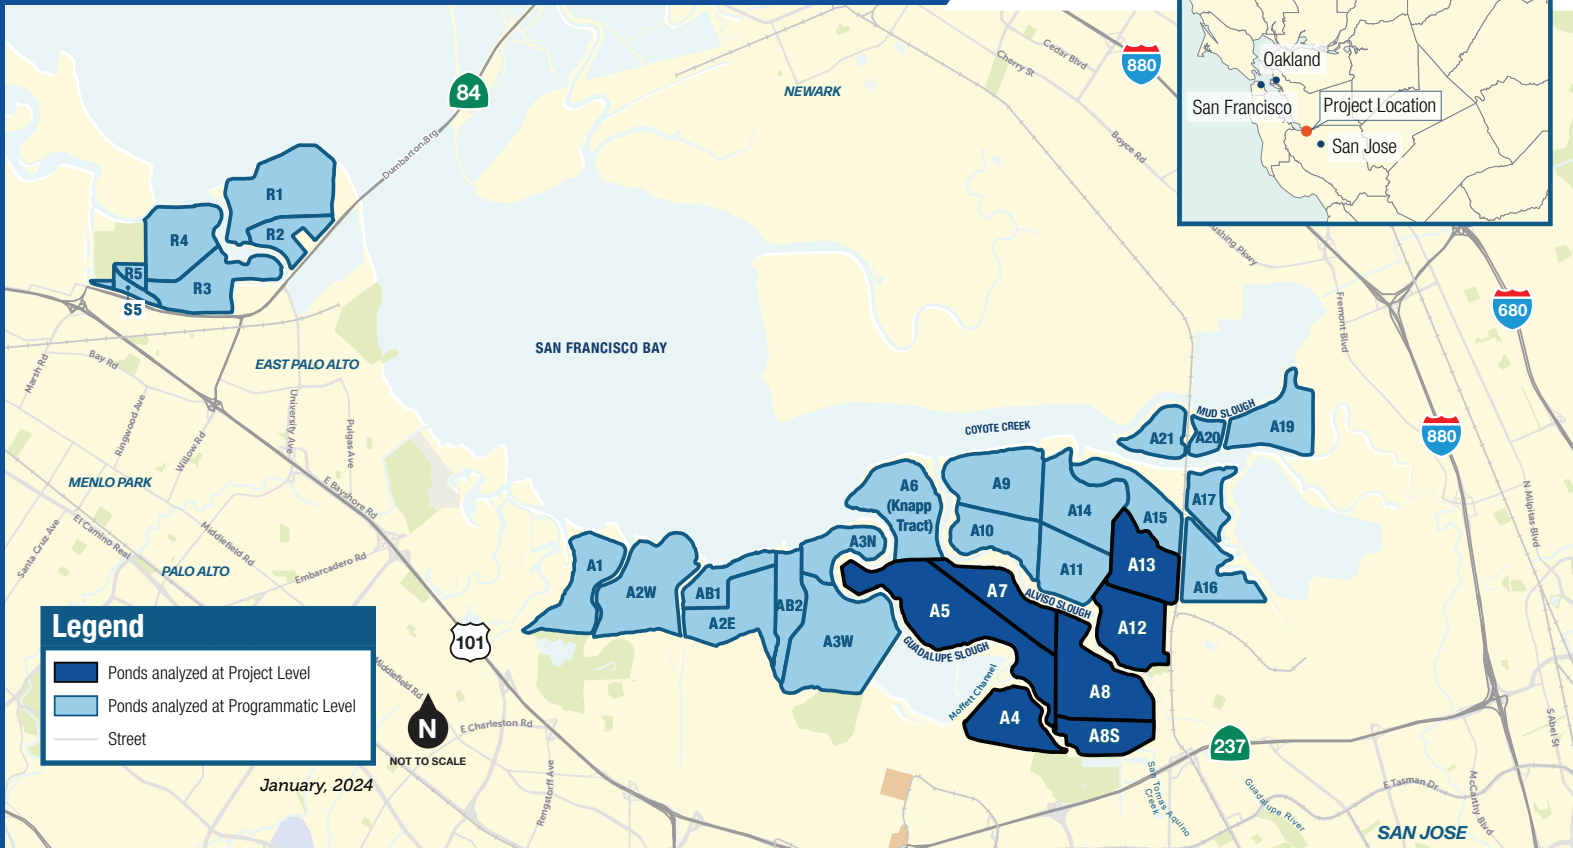 Oakland
San Francisco
Project Location
San Jose
880
Cedar Blvd
Cherry St
NEWARK
84
Dumbarton Brg
Boyce Rd
R1
R2
R4
R5
R3
S5
680
Fremont Blvd
SAN FRANCISCO BAY
EAST PALO ALTO
Marsh Rd
Bay Rd
Ringwood Ave
Willow Rd
University Ave
Pulgas Ave
MENLO PARK
E Bayshore Rd
El Camino Real
Santa Cruz Ave
Middlefield Rd
Embarcadero Rd
PALO ALTO
COYOTE CREEK
MUD SLOUGH
A21
A20
A19
880
N Milpitas Blvd
A6
(Knapp
Tract)
A9
A14
A17
A10
A15
A3N
A11
A13
A16
A1
A2W
AB1
AB2
A2E
A3W
A5
A7
ALVISO SLOUGH
A12
GUADALUPE SLOUGH
Moffett Channel
A8
A4
A8S
101
Middlefield Rd
E Charleston Rd
Rengstorff Ave
237
San Tomas Aquino
Creek
Guadalupe River
E Tasman Dr
McCarthy Blvd
S Abel St
SAN JOSE
Legend
Ponds analyzed at Project Level
Ponds analyzed at Programmatic Level
Street
N
NOT TO SCALE
January, 2024